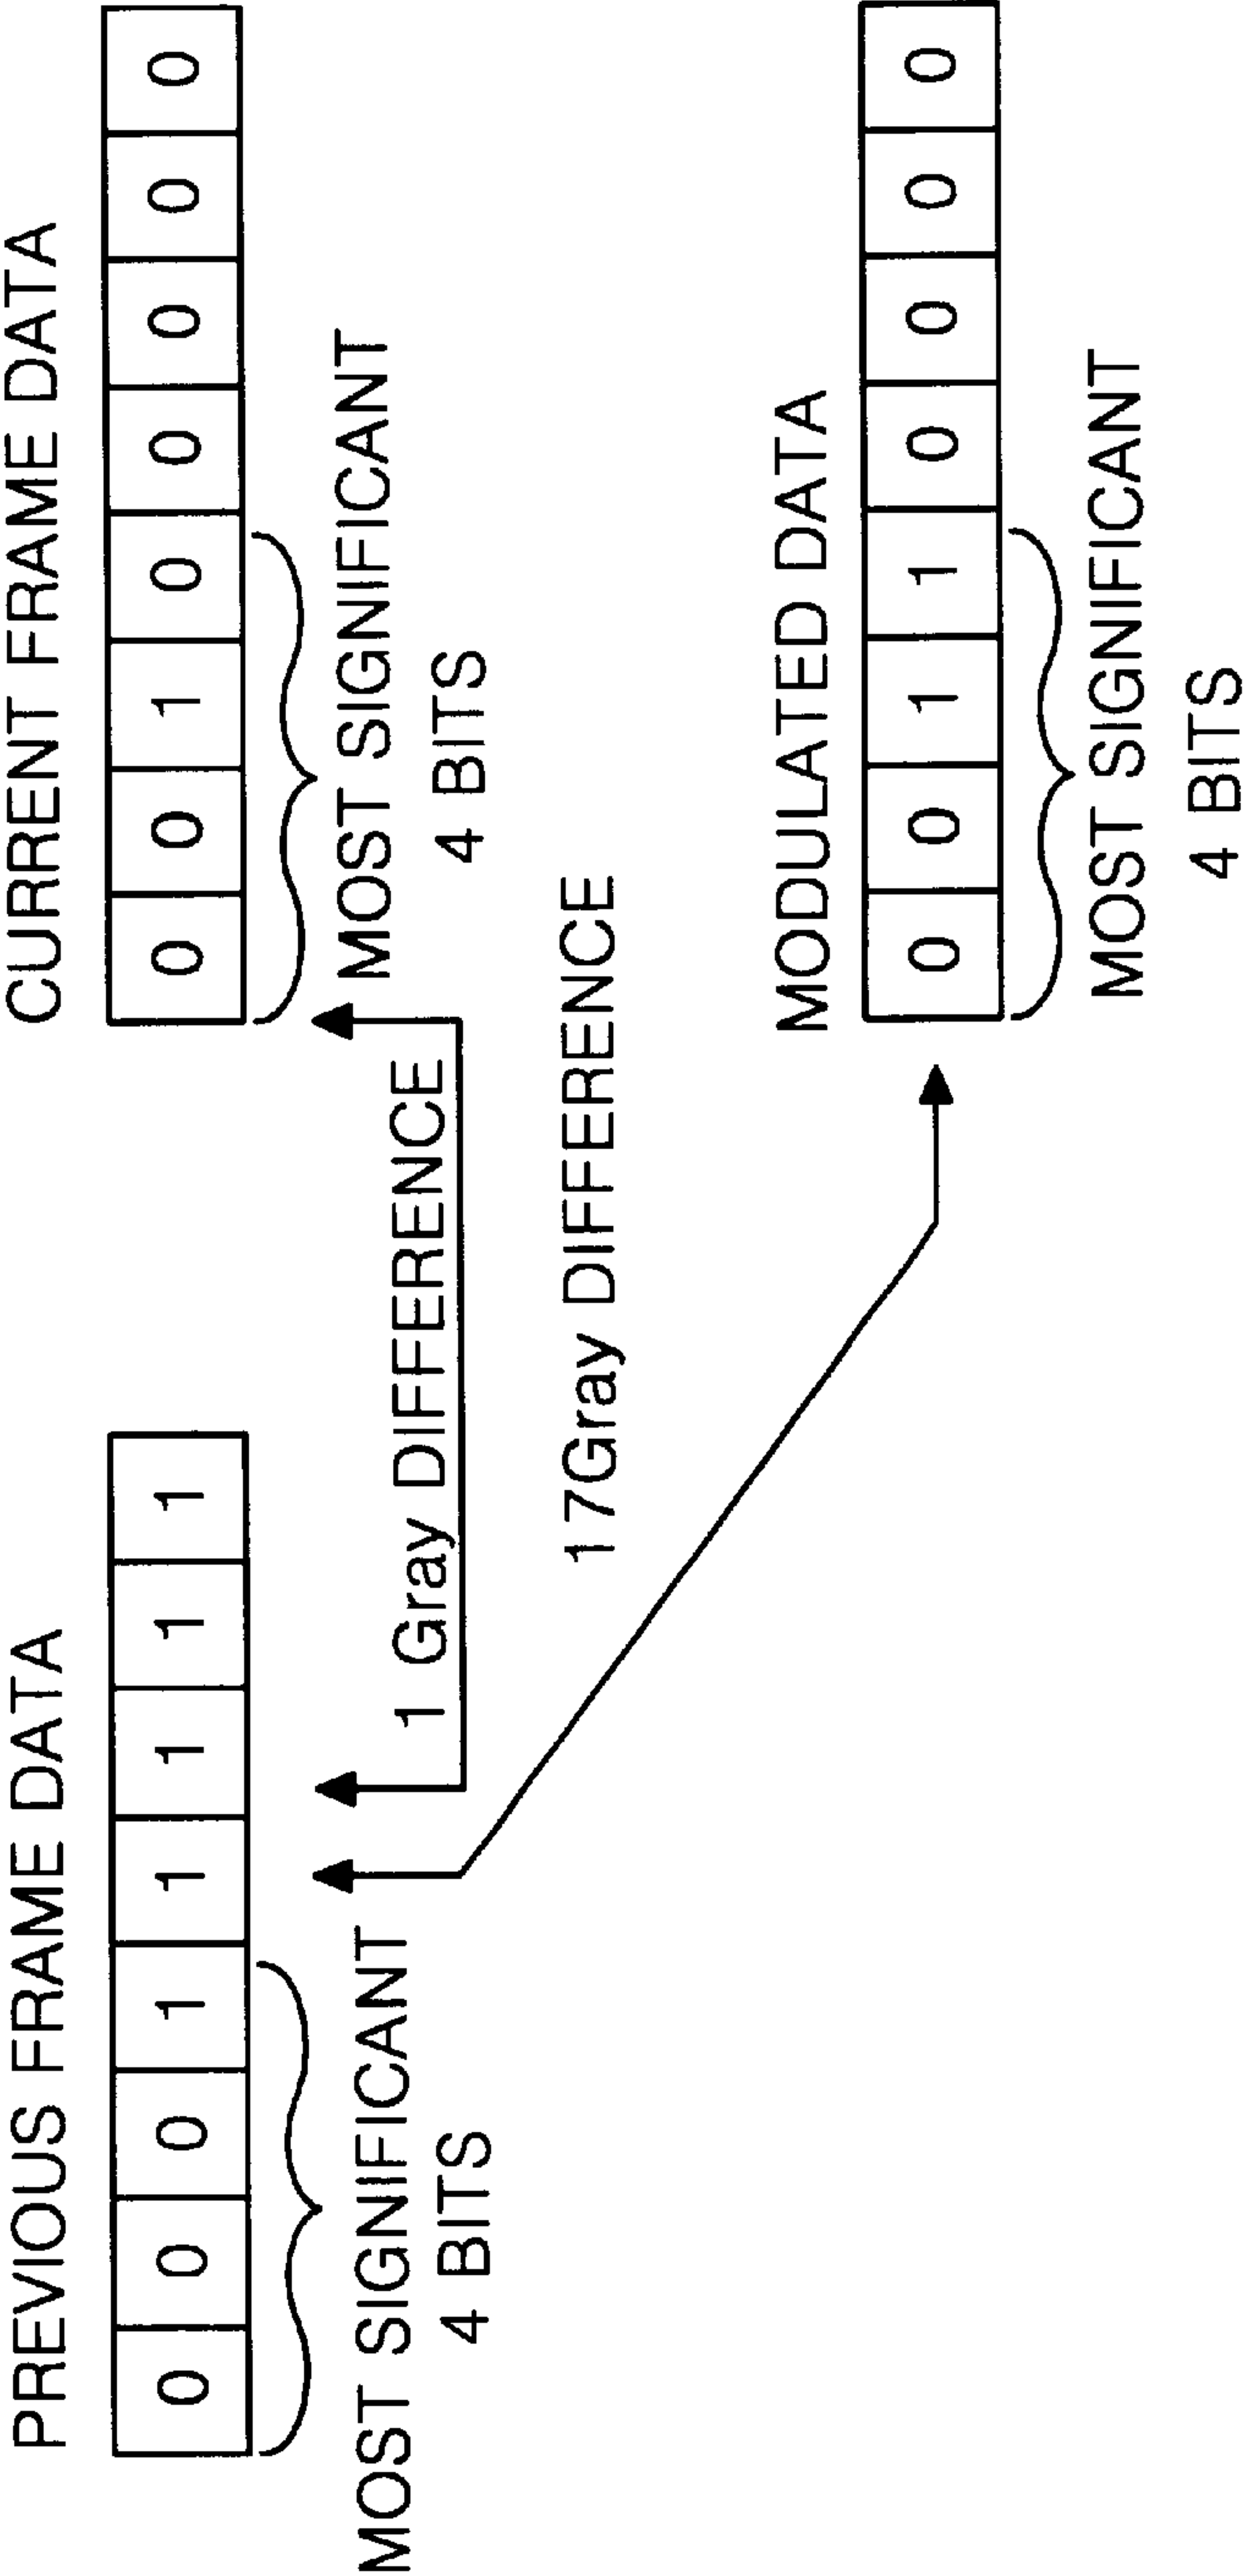 PREVIOUS FRAME DATA
0 0 0 1 1 1 1 1
MOST SIGNIFICANT
4 BITS
CURRENT FRAME DATA
0 0 1 0 0 0 0 0
MOST SIGNIFICANT
4 BITS
1 Gray DIFFERENCE
17Gray DIFFERENCE
MODULATED DATA
0 0 1 1 0 0 0 0
MOST SIGNIFICANT
4 BITS